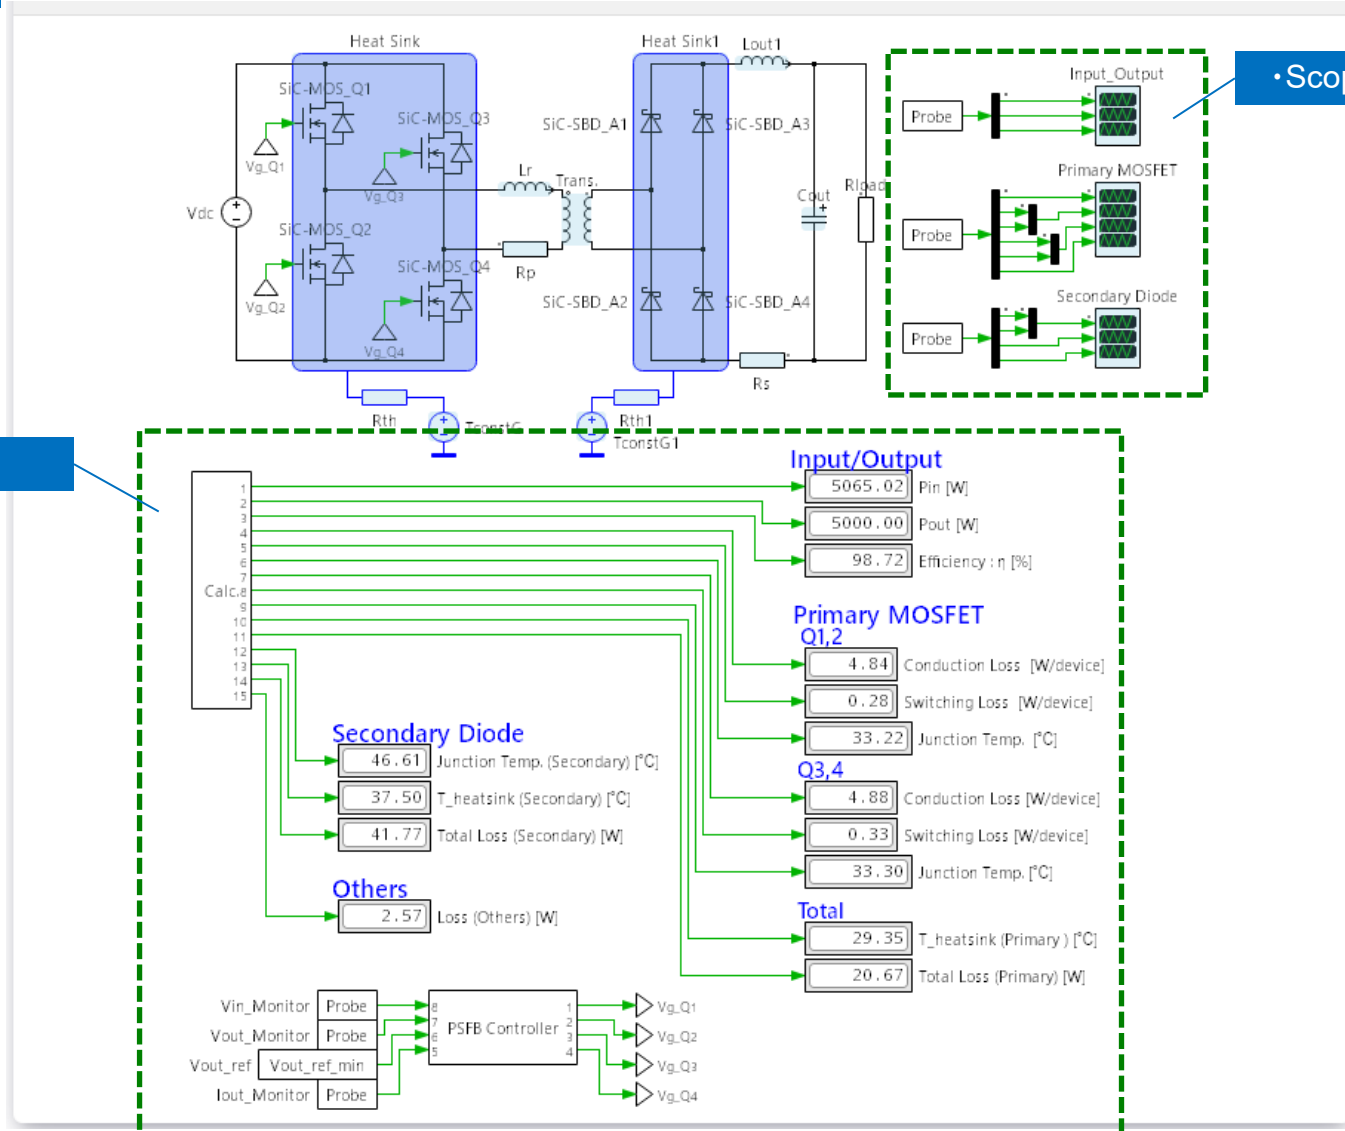 Heat Sink
Heat Sink1
Lout1
・Scop
Input_Output
SiC-MOS_Q1
SiC-MOS_Q3
SiC-SBD_A1
SiC-SBD_A3
Probe
Vg_Q1
Vg_Q3
Lr
Trans.
Primary MOSFET
Rload
Cout
Vdc
SiC-MOS_Q2
Probe
SiC-MOS_Q4
Rp
Vg_Q2
SiC-SBD_A2
SiC-SBD_A4
Secondary Diode
Probe
Vg_Q4
Rs
Rth
TconstG
Rth1
TconstG1
Input/Output
1 5065.02 Pin [W]
2 5000.00 Pout [W]
3 98.72 Efficiency : η [%]
4
5
6
7
Calc.
8
9
10
11
12
13
14
15
Primary MOSFET
Q1,2
4.84 Conduction Loss [W/device]
0.28 Switching Loss [W/device]
33.22 Junction Temp. [°C]
Q3,4
4.88 Conduction Loss [W/device]
0.33 Switching Loss [W/device]
33.30 Junction Temp. [°C]
Total
29.35 T_heatsink (Primary ) [°C]
20.67 Total Loss (Primary) [W]
Secondary Diode
46.61 Junction Temp. (Secondary) [°C]
37.50 T_heatsink (Secondary) [°C]
41.77 Total Loss (Secondary) [W]
Others
2.57 Loss (Others) [W]
Vin_Monitor Probe 8 1 Vg_Q1
Vout_Monitor Probe 7 PSFB Controller 2 Vg_Q2
Vout_ref Vout_ref_min 6 3 Vg_Q3
Iout_Monitor Probe 5 4 Vg_Q4